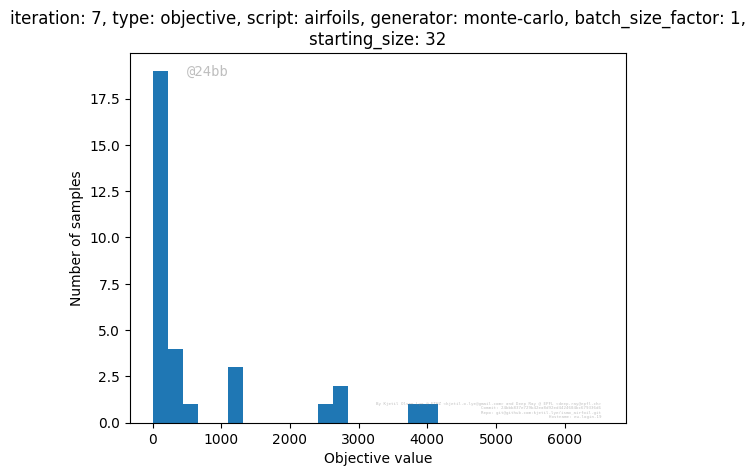 iteration: 7, type: objective, script: airfoils, generator: monte-carlo, batch_size_factor: 1,
starting_size: 32
@24bb
17.5
15.0
12.5
10.0
7.5
5.0
2.5
0.0
Number of samples
0 1000 2000 3000 4000 5000 6000
Objective value